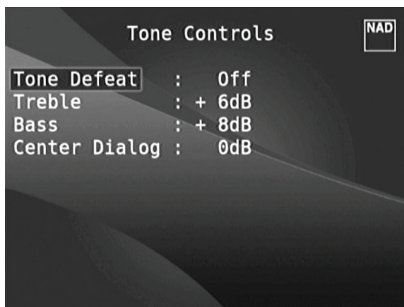 Tone Controls
NAD
Tone Defeat : Off
Treble : + 6dB
Bass : + 8dB
Center Dialog : 0dB